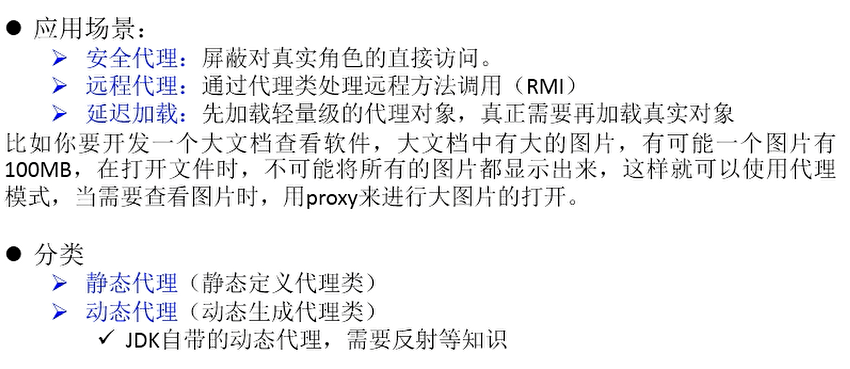 ● 应用场景：
➢ 安全代理：屏蔽对真实角色的直接访问。
➢ 远程代理：通过代理类处理远程方法调用（RMI）
➢ 延迟加载：先加载轻量级的代理对象，真正需要再加载真实对象
比如你要开发一个大文档查看软件，大文档中有大的图片，有可能一个图片有
100MB，在打开文件时，不可能将所有的图片都显示出来，这样就可以使用代理
模式，当需要查看图片时，用proxy来进行大图片的打开。
● 分类
➢ 静态代理（静态定义代理类）
➢ 动态代理（动态生成代理类）
✓ JDK自带的动态代理，需要反射等知识